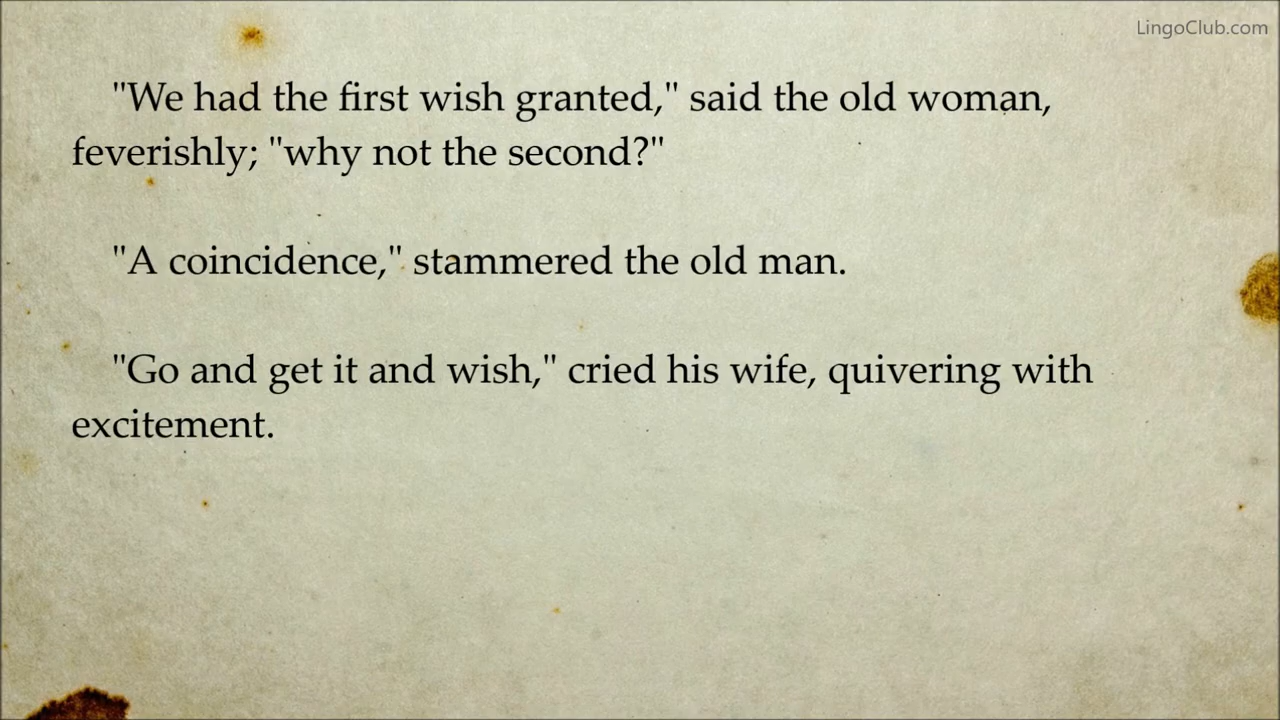 LingoClub.com
"We had the first wish granted," said the old woman,
feverishly; "why not the second?"
"A coincidence," stammered the old man.
"Go and get it and wish," cried his wife, quivering with
excitement.